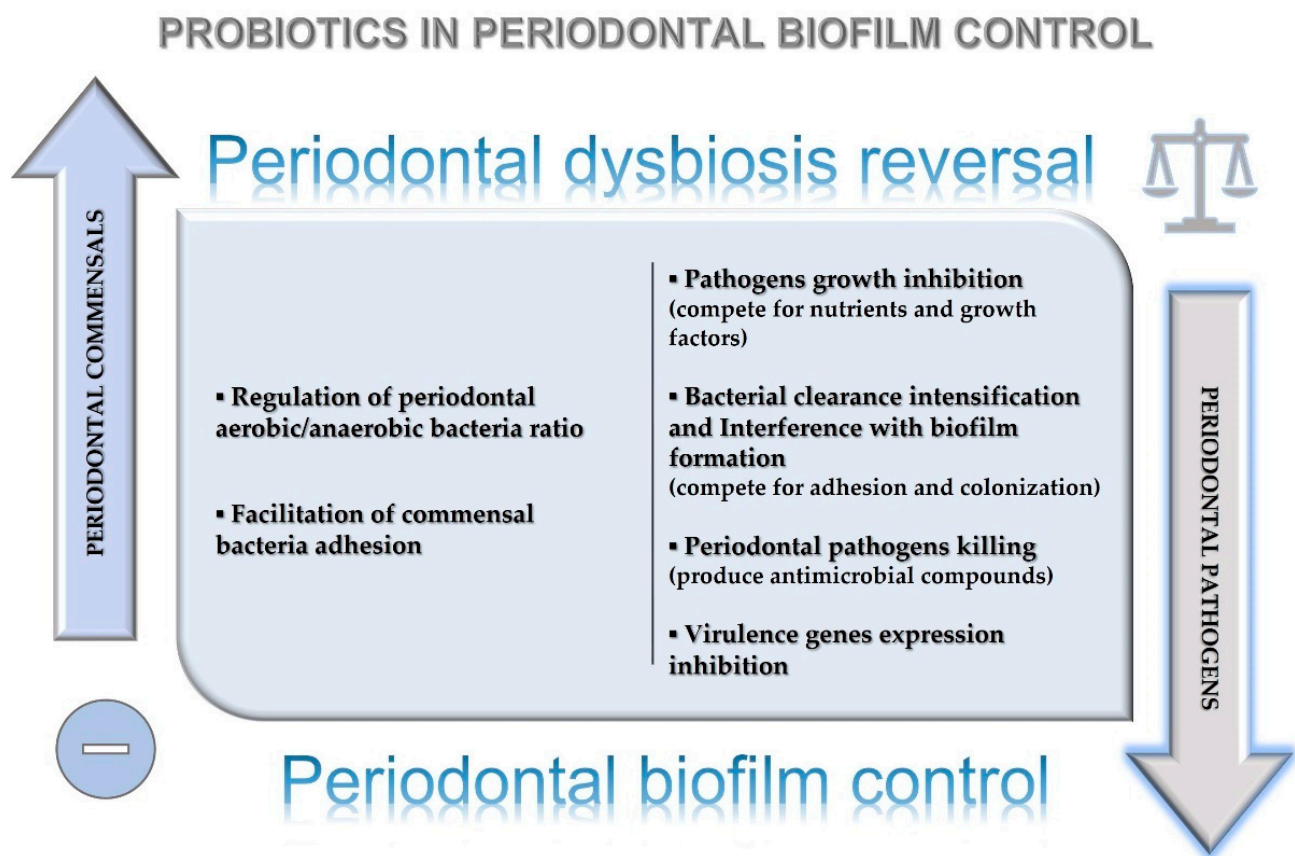 PROBIOTICS IN PERIODONTAL BIOFILM CONTROL
Periodontal dysbiosis reversal
PERIODONTAL COMMENSALS
▪ Regulation of periodontal
aerobic/anaerobic bacteria ratio
▪ Facilitation of commensal
bacteria adhesion
▪ Pathogens growth inhibition
(compete for nutrients and growth
factors)
▪ Bacterial clearance intensification
and Interference with biofilm
formation
(compete for adhesion and colonization)
▪ Periodontal pathogens killing
(produce antimicrobial compounds)
▪ Virulence genes expression
inhibition
PERIODONTAL PATHOGENS
Periodontal biofilm control